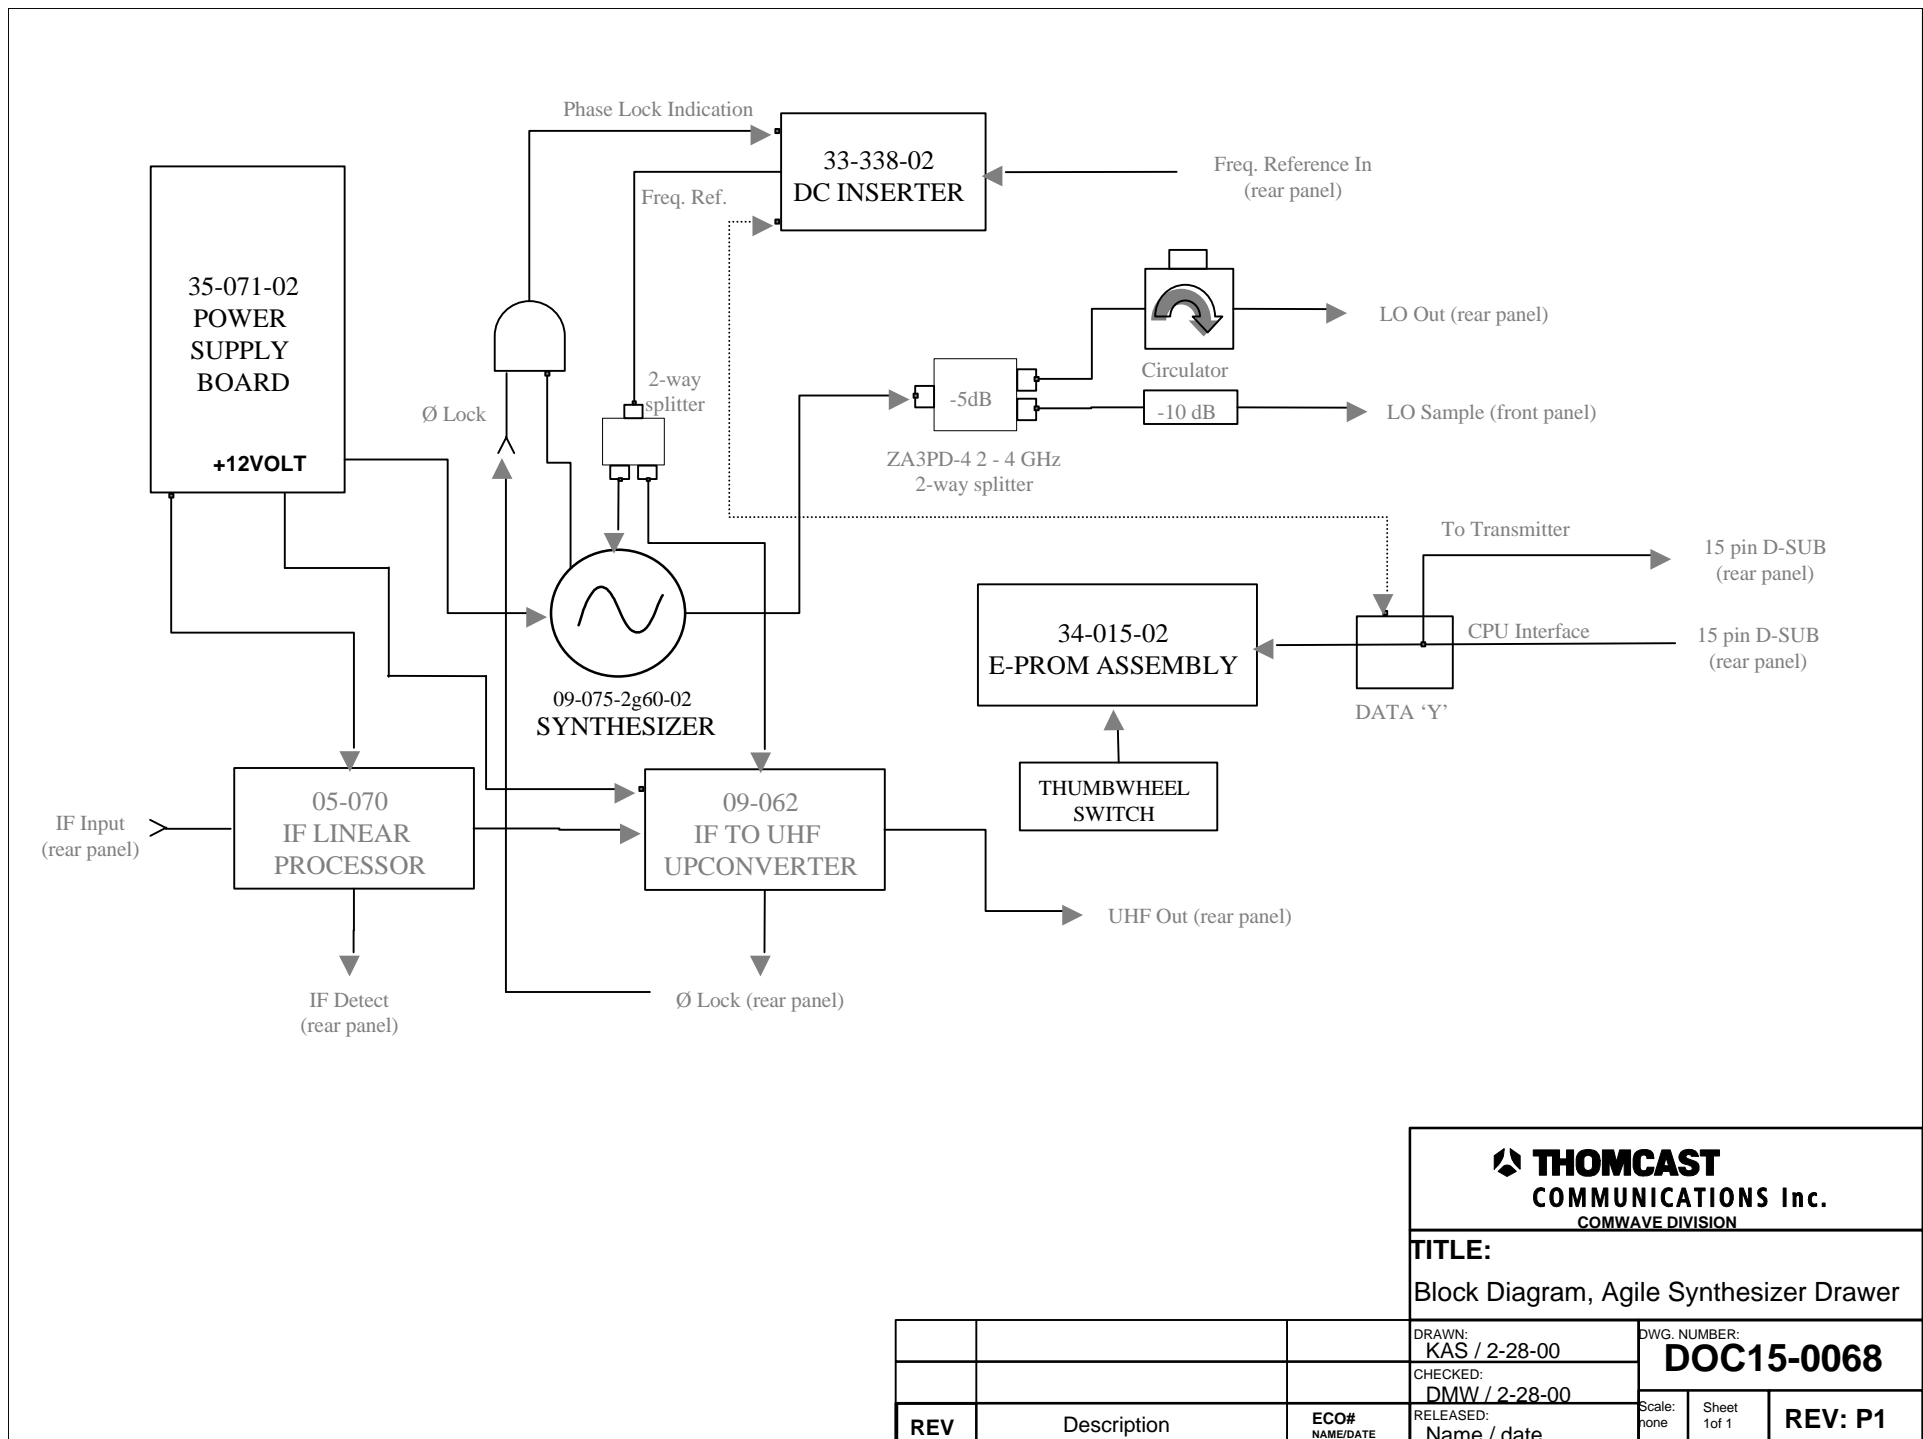 Phase Lock Indication
33-338-02
DC INSERTER
Freq. Reference In
(rear panel)
Freq. Ref.
35-071-02
POWER
SUPPLY
BOARD
+12VOLT
Ø Lock
2-way
splitter
LO Out (rear panel)
Circulator
-5dB
-10 dB
LO Sample (front panel)
ZA3PD-4 2 - 4 GHz
2-way splitter
To Transmitter
15 pin D-SUB
(rear panel)
34-015-02
E-PROM ASSEMBLY
CPU Interface
15 pin D-SUB
(rear panel)
DATA ‘Y’
09-075-2g60-02
SYNTHESIZER
THUMBWHEEL
SWITCH
IF Input
(rear panel)
05-070
IF LINEAR
PROCESSOR
09-062
IF TO UHF
UPCONVERTER
UHF Out (rear panel)
IF Detect
(rear panel)
Ø Lock (rear panel)
THOMCAST
COMMUNICATIONS Inc.
COMWAVE DIVISION
TITLE:
Block Diagram, Agile Synthesizer Drawer
DRAWN:
KAS / 2-28-00
DWG. NUMBER:
DOC15-0068
CHECKED:
DMW / 2-28-00
REV
Description
ECO#
NAME/DATE
RELEASED:
Name / date
Scale:
none
Sheet
1of 1
REV: P1